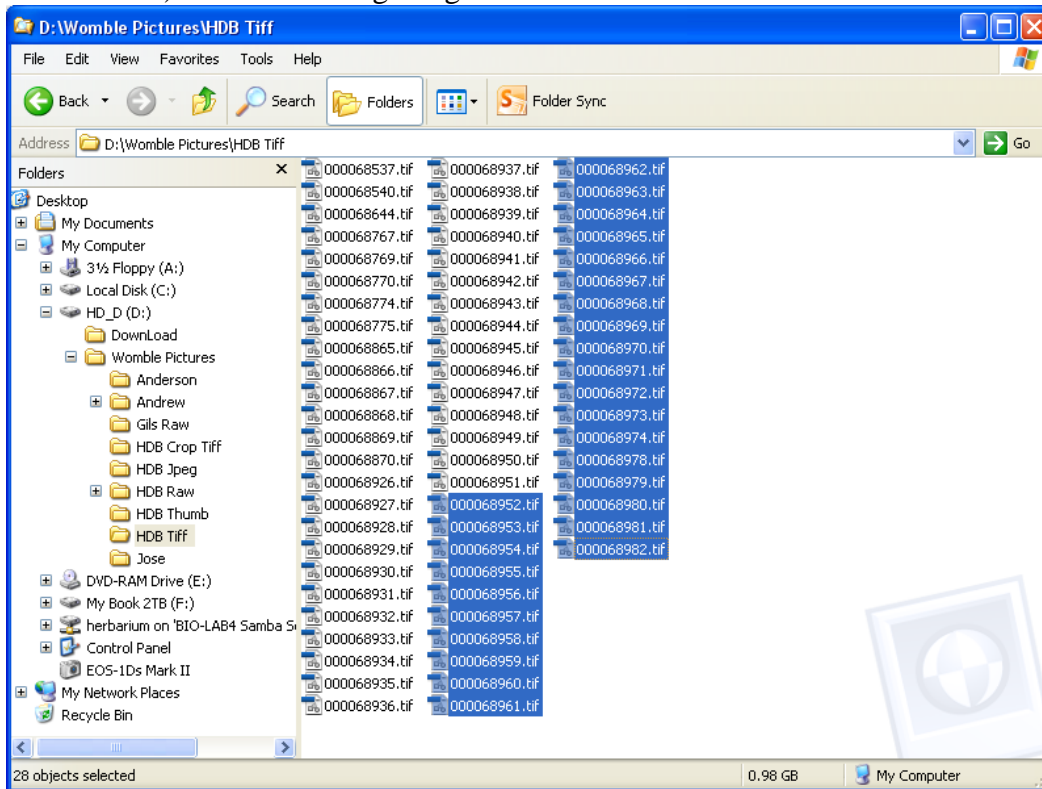 D:\Womble Pictures\HDB Tiff
File Edit View Favorites Tools Help
Back Search Folders Folder Sync
Address D:\Womble Pictures\HDB Tiff Go
Folders
Desktop
My Documents
My Computer
3½ Floppy (A:)
Local Disk (C:)
HD_D (D:)
DownLoad
Womble Pictures
Anderson
Andrew
Gils Raw
HDB Crop Tiff
HDB Jpeg
HDB Raw
HDB Thumb
HDB Tiff
Jose
DVD-RAM Drive (E:)
My Book 2TB (F:)
herbarium on 'BIO-LAB4 Samba
Control Panel
EOS-1Ds Mark II
My Network Places
Recycle Bin
000068537.tif
000068540.tif
000068644.tif
000068767.tif
000068769.tif
000068770.tif
000068774.tif
000068775.tif
000068865.tif
000068866.tif
000068867.tif
000068868.tif
000068869.tif
000068870.tif
000068926.tif
000068927.tif
000068928.tif
000068929.tif
000068930.tif
000068931.tif
000068932.tif
000068933.tif
000068934.tif
000068935.tif
000068936.tif
000068937.tif
000068938.tif
000068939.tif
000068940.tif
000068941.tif
000068942.tif
000068943.tif
000068944.tif
000068945.tif
000068946.tif
000068947.tif
000068948.tif
000068949.tif
000068950.tif
000068951.tif
000068952.tif
000068953.tif
000068954.tif
000068955.tif
000068956.tif
000068957.tif
000068958.tif
000068959.tif
000068960.tif
000068961.tif
000068962.tif
000068963.tif
000068964.tif
000068965.tif
000068966.tif
000068967.tif
000068968.tif
000068969.tif
000068970.tif
000068971.tif
000068972.tif
000068973.tif
000068974.tif
000068978.tif
000068979.tif
000068980.tif
000068981.tif
000068982.tif
28 objects selected 0.98 GB My Computer